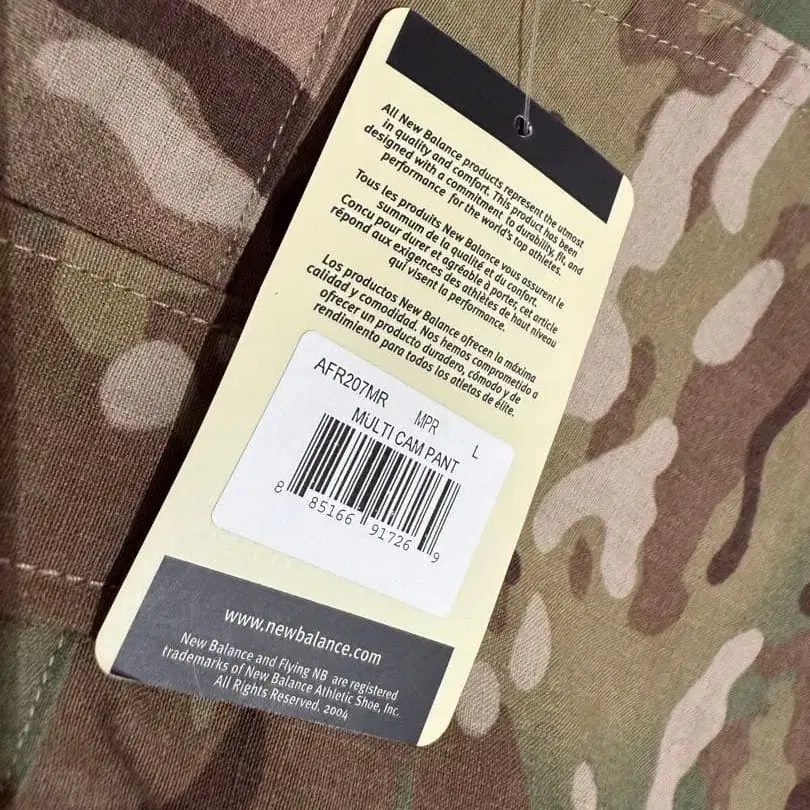 All New Balance products represent the utmost
in quality and comfort. This product has been
designed with a commitment to durability, fit, and
performance for the world's top athletes.
Tous les produits New Balance vous assurent le
summum de la qualité et du confort.
Concu pour durer et agréable à porter, cet article
répond aux exigences des athlètes de haut niveau
qui visent la performance.
Los productos New Balance ofrecen la máxima
calidad y comodidad. Nos hemos comprometido a
ofrecer un producto duradero, cómodo y de
rendimiento para todos los atletas de élite.
AFR207MR MPR L
MULTI CAM PANT
8 85166 91726 9
www.newbalance.com
New Balance and Flying NB are registered
trademarks of New Balance Athletic Shoe, Inc.
All Rights Reserved. 2004